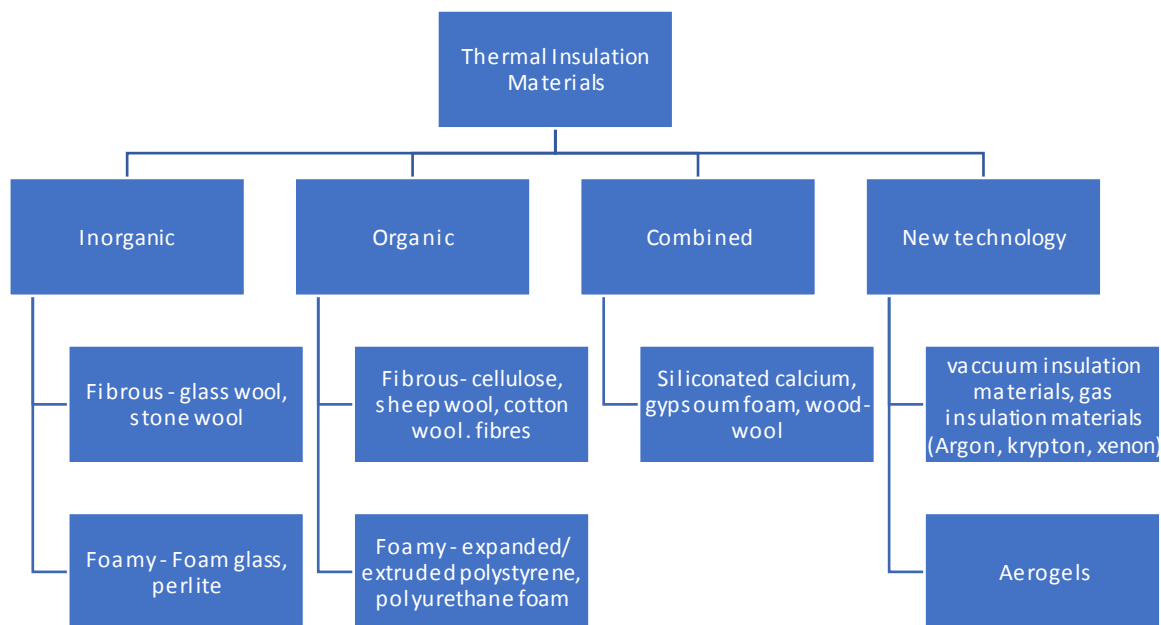 Thermal Insulation
Materials
Inorganic
Organic
Combined
New technology
Fibrous - glass wool,
stone wool
Fibrous- cellulose,
sheep wool, cotton
wool. fibres
Siliconated calcium,
gypsoum foam, wood-
wool
vaccuum insulation
materials, gas
insulation materials
(Argon, krypton, xenon)
Foamy - Foam glass,
perlite
Foamy - expanded/
extruded polystyrene,
polyurethane foam
Aerogels